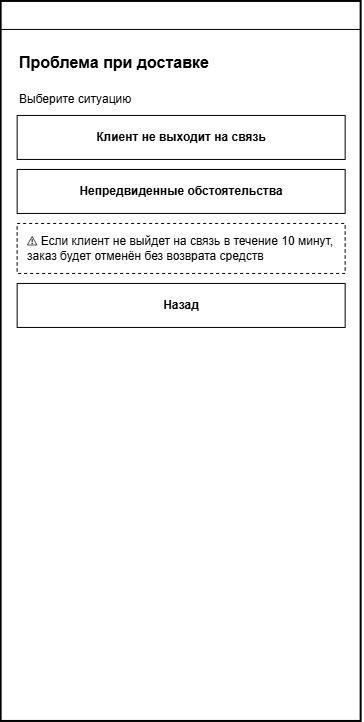 Проблема при доставке
Выберите ситуацию
Клиент не выходит на связь
Непредвиденные обстоятельства
⚠ Если клиент не выйдет на связь в течение 10 минут,
заказ будет отменён без возврата средств
Назад